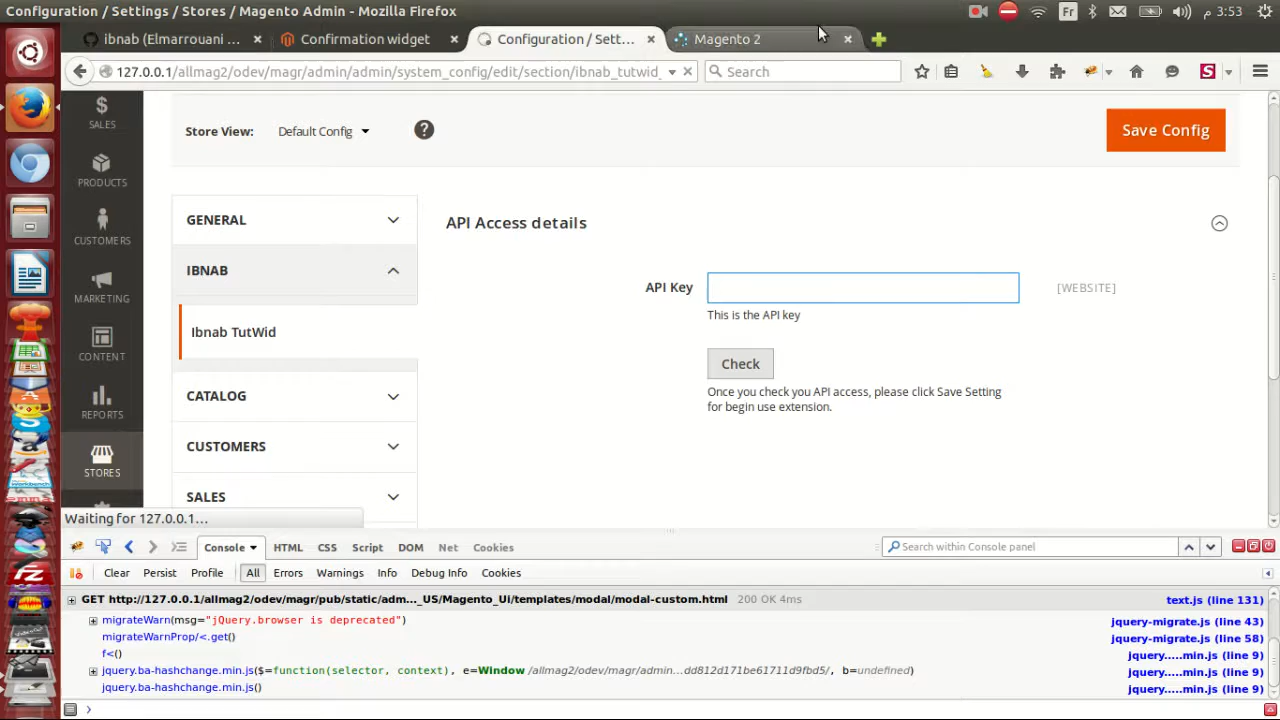 Configuration / Settings / Stores / Magento Admin - Mozilla Firefox
Fr
3:53 م
ibnab (Elmarrouani ...
Confirmation widget
Configuration / Sett...
Magento 2
127.0.0.1/allmag2/odev/magr/admin/admin/system_config/edit/section/ibnab_tutwid_
Search
SALES
PRODUCTS
CUSTOMERS
MARKETING
CONTENT
REPORTS
STORES
Store View:
Default Config
?
Save Config
GENERAL
IBNAB
Ibnab TutWid
CATALOG
CUSTOMERS
SALES
API Access details
API Key
[WEBSITE]
This is the API key
Check
Once you check you API access, please click Save Setting
for begin use extension.
Waiting for 127.0.0.1...
Console
HTML
CSS
Script
DOM
Net
Cookies
Search within Console panel
Clear
Persist
Profile
All
Errors
Warnings
Info
Debug Info
Cookies
GET http://127.0.0.1/allmag2/odev/magr/pub/static/adm..._US/Magento_Ui/templates/modal/modal-custom.html 200 OK 4ms text.js (line 131)
migrateWarn(msg="jQuery.browser is deprecated") jquery-migrate.js (line 43)
migrateWarnProp/<.get() jquery-migrate.js (line 58)
f<() jquery.....min.js (line 9)
jquery.ba-hashchange.min.js($=function(selector, context), e=Window /allmag2/odev/magr/admin...dd812d171be61711d9fbd5/, b=undefined) jquery.....min.js (line 9)
jquery.ba-hashchange.min.js() jquery.....min.js (line 9)